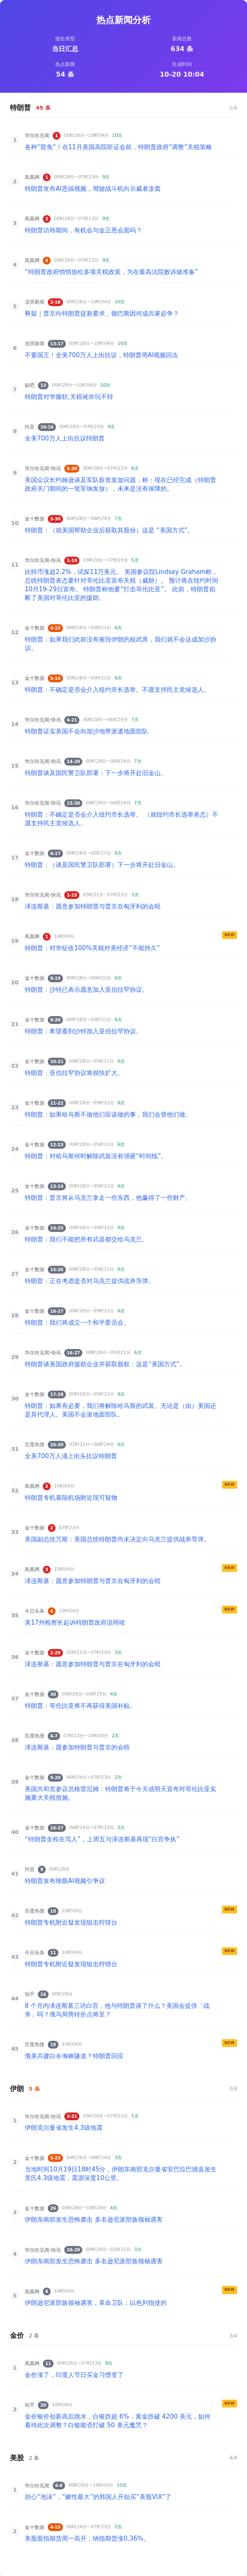 热点新闻分析
报告类型
新闻总数
当日汇总
634 条
热点新闻
生成时间
54 条
10-20 10:04
特朗普 45 条 1/4
1 华尔街见闻 1 00时28分~10时04分 10次
各种“豁免”！在11月美国高院听证会前，特朗普政府“调整”关税策略
2 凤凰网 1 00时28分~07时23分 9次
特朗普发布AI恶搞视频，驾驶战斗机向示威者泼粪
3 凤凰网 3 00时28分~07时23分 9次
特朗普访韩期间，有机会与金正恩会面吗？
4 凤凰网 4 00时28分~07时23分 9次
“特朗普政府悄悄放松多项关税政策，为在最高法院败诉做准备”
5 澎湃新闻 2-18 00时28分~10时04分 10次
释疑｜普京向特朗普提新要求，德巴斯因何成兵家必争？
6 澎湃新闻 13-17 00时28分~10时04分 10次
不要国王！全美700万人上街抗议，特朗普用AI视频回击
7 贴吧 13 00时28分~10时04分 10次
特朗普对华服软,关税讹诈玩不转
8 抖音 10-16 00时28分~07时23分 9次
全美700万人上街抗议特朗普
9 华尔街见闻-快讯 5-30 00时28分~07时23分 8次
美国众议长约翰逊谈及军队薪资发放问题，称：现在已经完成（特朗普
政府关门期间的一笔军饷发放），未来是没有保障的。
10 金十数据 3-30 00时28分~06时24分 7次
特朗普：（就美国帮助企业后获取其股份）这是 “美国方式”。
11 华尔街见闻-快讯 1-19 03时20分~07时23分 5次
比特币涨超2.2%，试探11万美元。 美国参议院Lindsey Graham称，
总统特朗普表态要针对哥伦比亚宣布关税（威胁）。 预计将在纽约时间
10月19-29日宣布。 特朗普称他要“打击哥伦比亚”。 此前，特朗普掐
断了美国对哥伦比亚的援助。
12 金十数据 4-15 00时28分~05时21分 6次
特朗普：如果我们此前没有摧毁伊朗的核武库，我们就不会达成加沙协
议。
13 金十数据 5-16 00时28分~05时21分 6次
特朗普：不确定是否会介入纽约市长选举。不愿支持民主党候选人。
14 华尔街见闻-快讯 6-21 00时28分~06时24分 7次
特朗普证实美国不会向加沙地带派遣地面部队
15 华尔街见闻-快讯 14-29 00时28分~06时24分 7次
特朗普谈及国民警卫队部署：下一步将开赴旧金山。
16 华尔街见闻-快讯 15-30 00时28分~06时24分 7次
特朗普：不确定是否会介入纽约市长选举。 （就纽约市长选举表态）不
愿支持民主党候选人。
17 金十数据 6-17 00时28分~05时21分 6次
特朗普：（谈及国民警卫队部署）下一步将开赴旧金山。
18 华尔街见闻-快讯 1-15 05时21分~07时23分 3次
泽连斯基：愿意参加特朗普与普京在匈牙利的会晤
19 凤凰网 1 10时04分 NEW
特朗普：对华征收100%关税对美经济“不能持久”
20 金十数据 8-19 00时28分~05时21分 6次
特朗普：沙特已表示愿意加入亚伯拉罕协议。
21 金十数据 9-20 00时28分~05时21分 6次
特朗普：希望看到沙特加入亚伯拉罕协议。
22 金十数据 10-21 00时28分~05时21分 6次
特朗普：亚伯拉罕协议将很快扩大。
23 金十数据 11-22 00时28分~05时21分 6次
特朗普：如果哈马斯不做他们应该做的事，我们会替他们做。
24 金十数据 12-23 00时28分~05时21分 6次
特朗普：对哈马斯何时解除武装没有强硬“时间线”。
25 金十数据 13-24 00时28分~05时21分 6次
特朗普：普京将从乌克兰拿走一些东西，他赢得了一些财产。
26 金十数据 14-25 00时28分~05时21分 6次
特朗普：我们不能把所有武器都交给乌克兰。
27 金十数据 15-26 00时28分~05时21分 6次
特朗普：正在考虑是否对乌克兰提供战斧导弹。
28 金十数据 16-27 00时28分~05时21分 6次
特朗普：我们将成立一个和平委员会。
29 华尔街见闻-快讯 16-27 00时28分~05时21分 6次
特朗普谈美国政府援助企业并获取股权：这是“美国方式”。
30 金十数据 17-28 00时28分~05时21分 6次
特朗普：如果有必要，我们将解除哈马斯的武装。无论是（由）美国还
是其代理人。美国不会派地面部队。
31 百度热搜 26-30 02时32分~06时24分 4次
全美700万人涌上街头抗议特朗普
32 凤凰网 2 10时04分 NEW
特朗普专机着陆机场附近现可疑物
33 金十数据 2 07时23分
美国副总统万斯：美国总统特朗普尚未决定向乌克兰提供战斧导弹。
34 凤凰网 3 10时04分 NEW
泽连斯基：愿意参加特朗普与普京在匈牙利的会晤
35 今日头条 4 10时04分 NEW
美17州检察长起诉特朗普政府说明啥
36 金十数据 2-29 05时21分~07时23分 3次
泽连斯基：愿意参加特朗普与普京在匈牙利的会晤
37 金十数据 30 00时28分~03时20分 4次
特朗普：哥伦比亚将不再获得美国补贴。
38 百度热搜 6-7 07时23分~10时04分 2次
泽连斯基：愿参加特朗普与普京的会晤
39 金十数据 9-20 06时24分~07时23分 2次
美国共和党参议员格雷厄姆：特朗普将于今天或明天宣布对哥伦比亚实
施重大关税措施。
40 金十数据 16-27 06时24分~07时23分 2次
“特朗普全程在骂人”，上周五与泽连斯基再现“白宫争执”
41 抖音 9 00时28分
特朗普发布辣眼AI视频引争议
42 百度热搜 10 10时04分 NEW
特朗普专机附近疑发现狙击狩猎台
43 今日头条 11 10时04分 NEW
特朗普专机附近疑发现狙击狩猎台
44 知乎 16 00时28分
8 个月内泽连斯基三访白宫，他与特朗普谈了什么？美国会提供「战
斧」吗？俄乌局势转折点将至？
45 百度热搜 18 10时04分 NEW
俄美共建白令海峡隧道？特朗普回应
伊朗 5 条 2/4
1 华尔街见闻-快讯 3-21 03时20分~07时23分 5次
伊朗克尔曼省发生4.3级地震
2 金十数据 5-23 04时26分~06时24分 3次
当地时间10月19日18时45分，伊朗东南部克尔曼省安巴拉巴德县发生
里氏4.3级地震，震源深度10公里。
3 金十数据 26 00时28分~03时20分 4次
伊朗东南部发生恐怖袭击 多名逊尼派部族领袖遇害
4 华尔街见闻-快讯 26-29 00时28分~02时32分 3次
伊朗东南部发生恐怖袭击 多名逊尼派部族领袖遇害
5 凤凰网 8 10时04分 NEW
伊朗逊尼派部族领袖遇害，革命卫队：以色列指使的
金价 2 条 3/4
1 凤凰网 11 00时28分~07时23分 9次
金价涨了，印度人节日买金习惯变了
2 知乎 20 10时04分 NEW
金价银价创新高后跳水，白银跌超 6%，黄金跌破 4200 美元，如何
看待此次调整？白银能否打破 50 美元魔咒？
美股 2 条 4/4
1 华尔街见闻 6-8 00时28分~10时04分 10次
担心“泡沫”，“赌性最大”的韩国人开始买“美股VIX”了
2 金十数据 4-15 06时24分~07时23分 2次
美股股指期货周一高开，纳指期货涨0.36%。